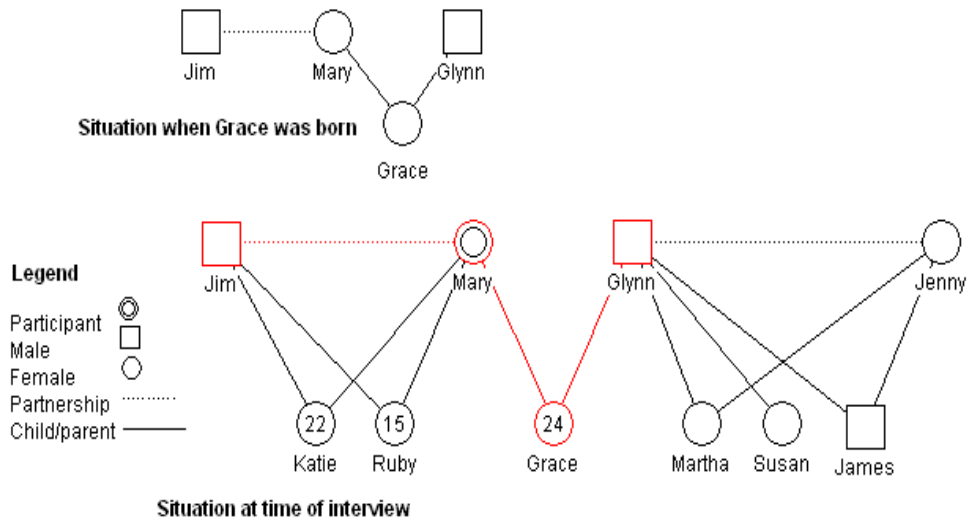 Jim
Mary
Glynn
Situation when Grace was born
Grace
Legend
Participant
Male
Female
Partnership
Child/parent
Jim
Mary
Glynn
Jenny
22
15
24
Katie
Ruby
Grace
Martha
Susan
James
Situation at time of interview